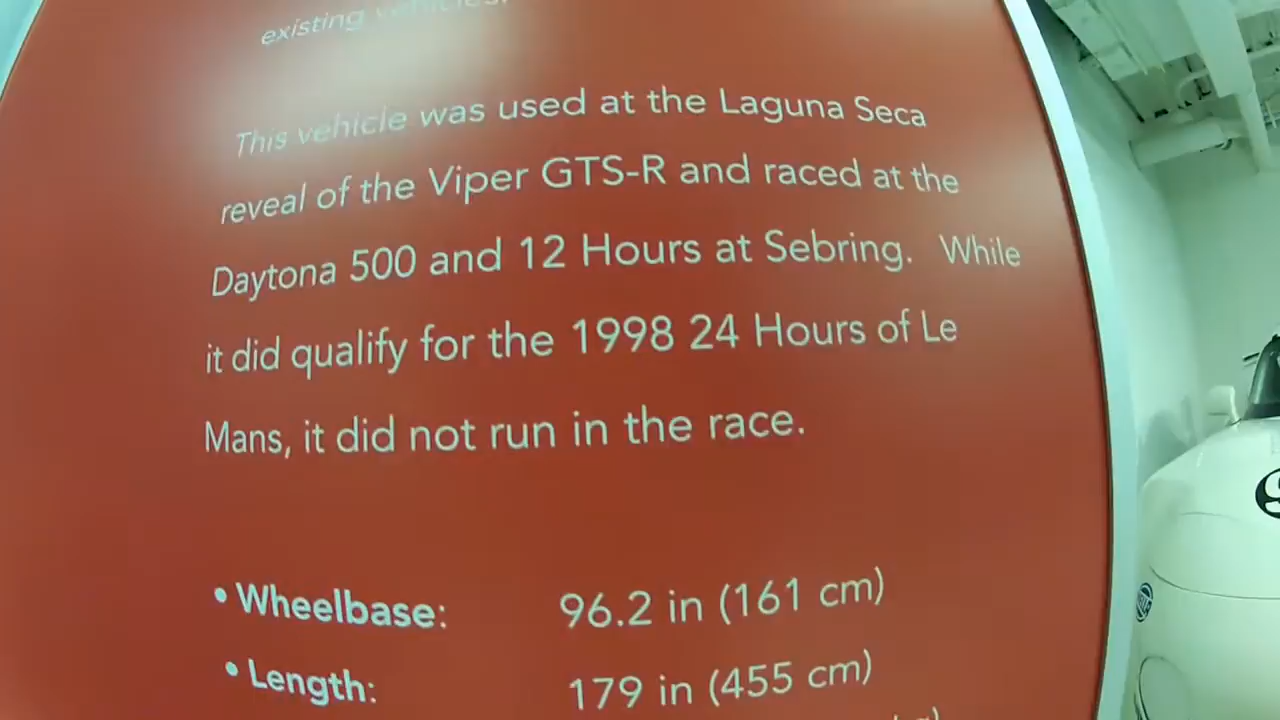 existing vehicles.
This vehicle was used at the Laguna Seca
reveal of the Viper GTS-R and raced at the
Daytona 500 and 12 Hours at Sebring. While
it did qualify for the 1998 24 Hours of Le
Mans, it did not run in the race.
• Wheelbase: 96.2 in (161 cm)
• Length: 179 in (455 cm)